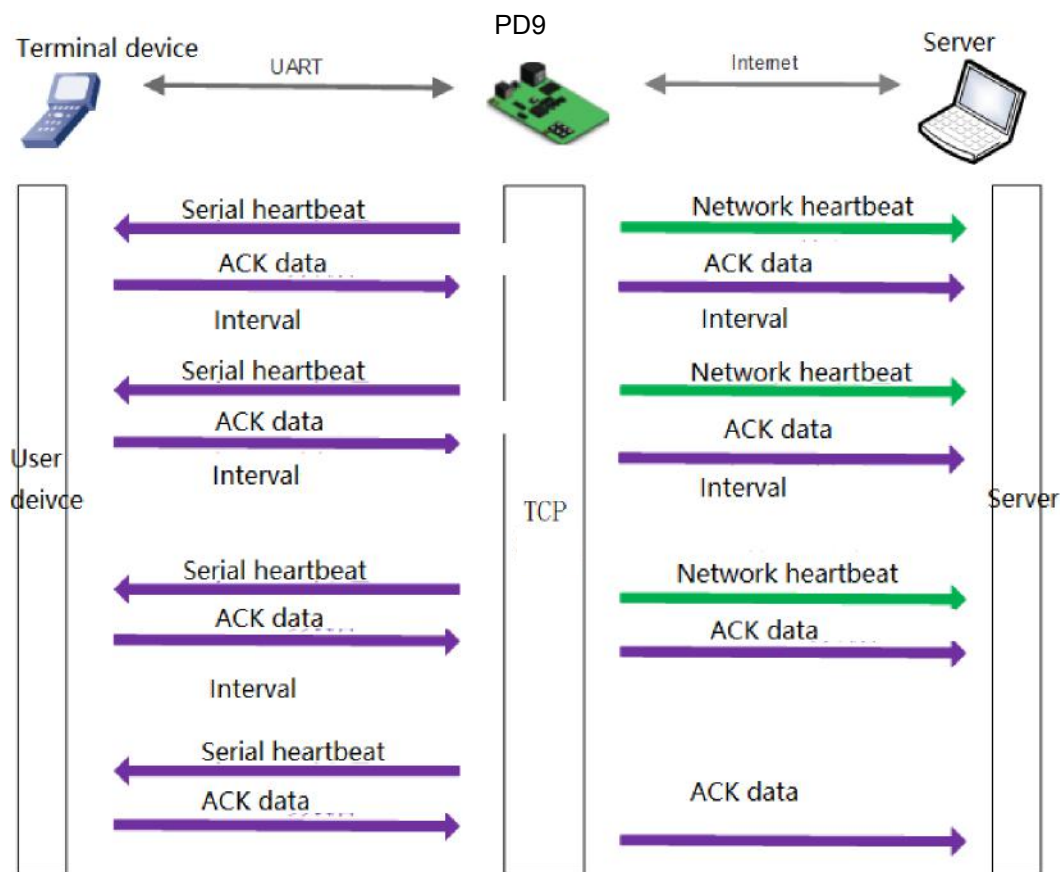 PD9
Terminal device
UART
Internet
Server
Serial heartbeat
Network heartbeat
ACK data
ACK data
Interval
Interval
Serial heartbeat
Network heartbeat
ACK data
ACK data
User
deivce
Interval
Interval
TCP
Server
Serial heartbeat
Network heartbeat
ACK data
ACK data
Interval
Serial heartbeat
ACK data
ACK data